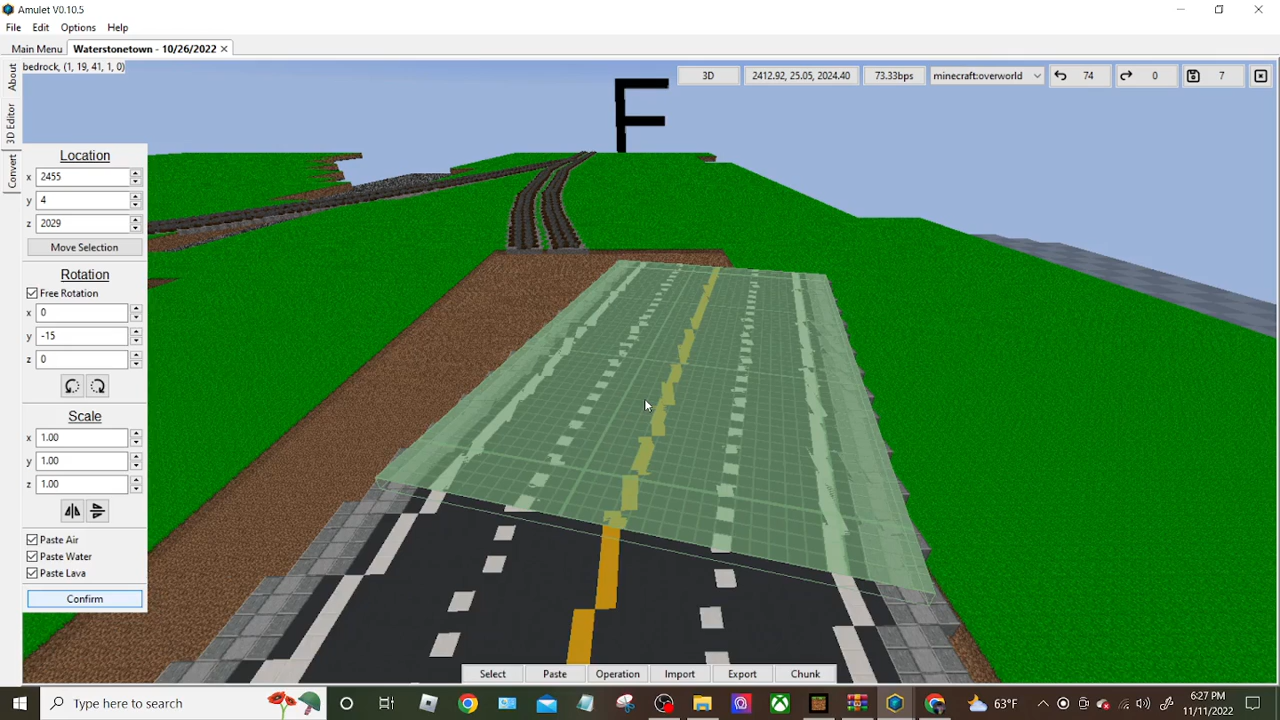 Amulet V0.10.5
File Edit Options Help
Main Menu Waterstonetown - 10/26/2022
bedrock, (1, 19, 41, 1, 0)
3D 2412.92, 25.05, 2024.40 73.33bps minecraft:overworld 74 0 7
About
3D Editor
Convert
F
Location
x 2455
y 4
z 2029
Move Selection
Rotation
Free Rotation
x 0
y -15
z 0
Scale
x 1.00
y 1.00
z 1.00
Paste Air
Paste Water
Paste Lava
Confirm
Select Paste Operation Import Export Chunk
Type here to search
63°F
6:27 PM
11/11/2022